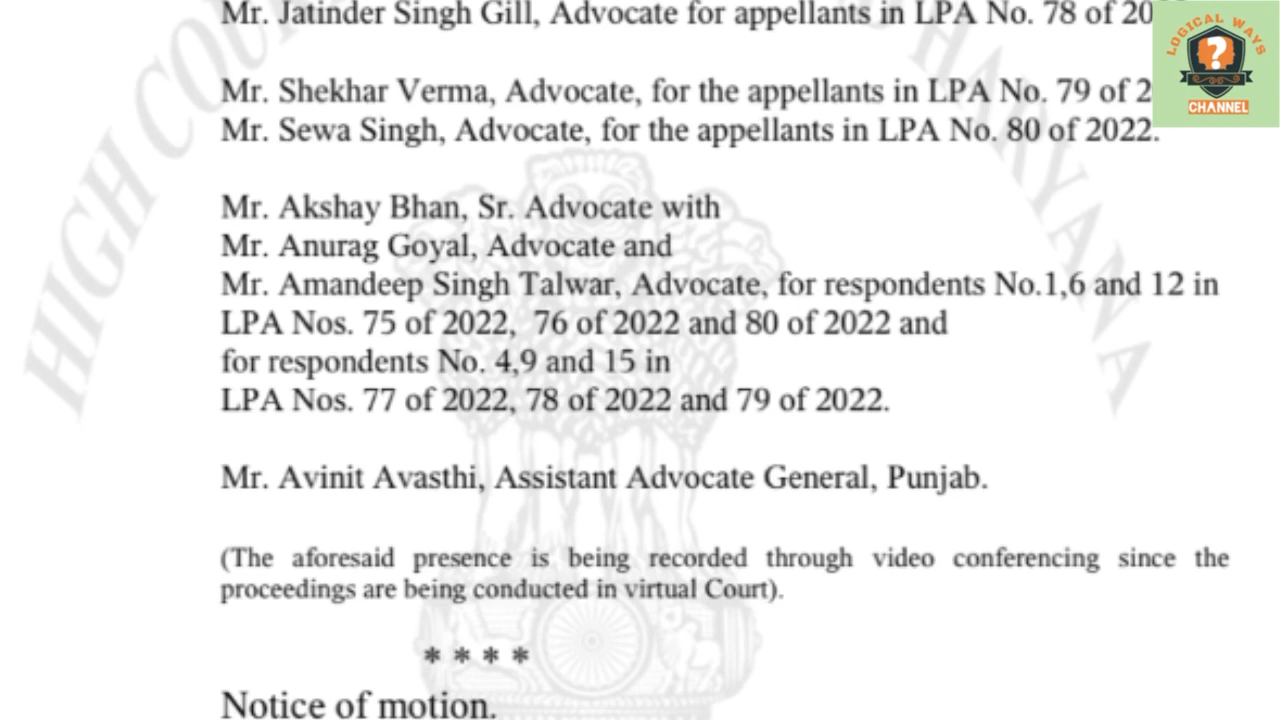 Mr. Jatinder Singh Gill, Advocate for appellants in LPA No. 78 of
LOGICAL WAYS
CHANNEL
Mr. Shekhar Verma, Advocate, for the appellants in LPA No. 79 of
Mr. Sewa Singh, Advocate, for the appellants in LPA No. 80 of 2022.
Mr. Akshay Bhan, Sr. Advocate with
Mr. Anurag Goyal, Advocate and
Mr. Amandeep Singh Talwar, Advocate, for respondents No.1,6 and 12 in
LPA Nos. 75 of 2022, 76 of 2022 and 80 of 2022 and
for respondents No. 4,9 and 15 in
LPA Nos. 77 of 2022, 78 of 2022 and 79 of 2022.
Mr. Avinit Avasthi, Assistant Advocate General, Punjab.
(The aforesaid presence is being recorded through video conferencing since the
proceedings are being conducted in virtual Court).
* * * *
Notice of motion.
HIGH
HARYANA